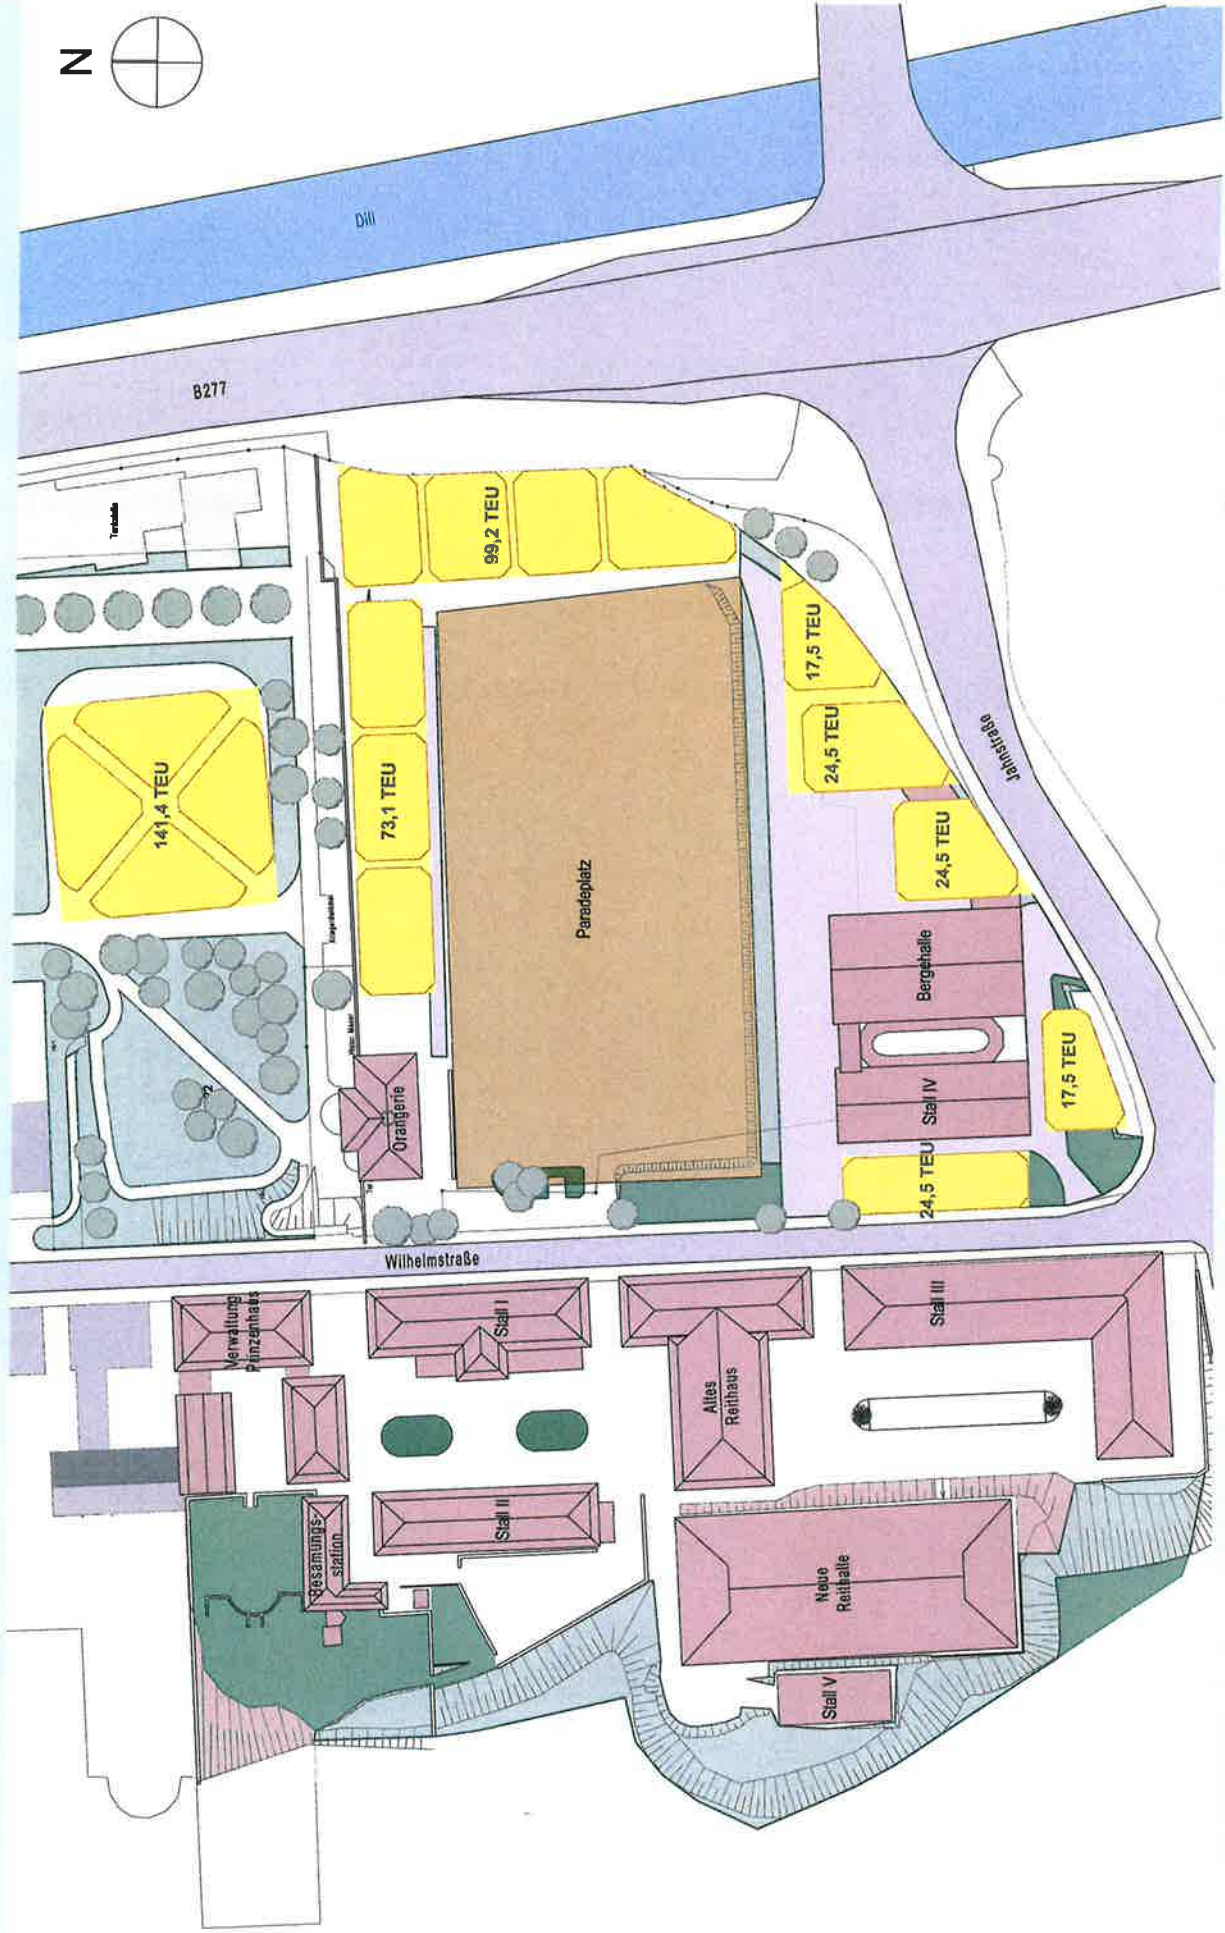 N
Dill
B277
Tankstelle
99,2 TEU
141,4 TEU
73,1 TEU
17,5 TEU
24,5 TEU
24,5 TEU
Jahnstraße
Paradeplatz
Bergehalle
Orangerie
Stall IV
17,5 TEU
24,5 TEU
Wilhelmstraße
Verwaltung
Prinzenhaus
Stall I
Altes
Reithaus
Stall III
Besamungs-
station
Stall II
Neue
Reithalle
Stall V